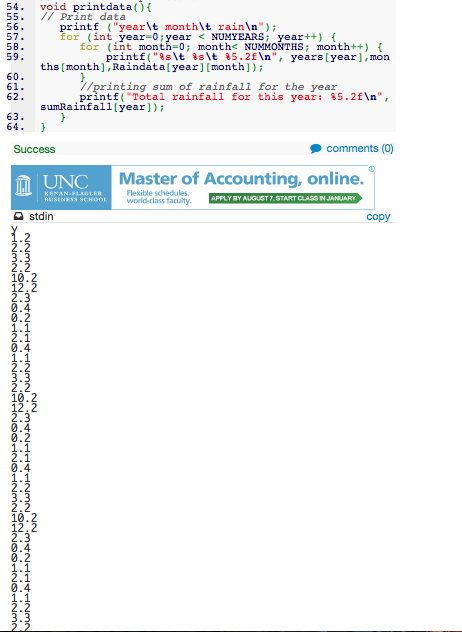 54. void printdata(){
55. // Print data
56. printf ("year\t month\t rain\n");
57. for (int year=0;year < NUMYEARS; year++) {
58. for (int month=0; month< NUMMONTHS; month++) {
59. printf("%s\t %s\t %5.2f\n", years[year],mon
ths[month],Raindata[year][month]);
60. }
61. //printing sum of rainfall for the year
62. printf("Total rainfall for this year: %5.2f\n",
sumRainfall[year]);
63. }
64. }
Success comments (0)
UNC
KENAN-FLAGLER
BUSINESS SCHOOL
Master of Accounting, online.
Flexible schedules,
world-class faculty.
APPLY BY AUGUST 7, START CLASS IN JANUARY
stdin copy
y
1.2
2.2
3.3
2.2
10.2
12.2
2.3
0.4
0.2
1.1
2.1
0.4
1.1
2.2
3.3
2.2
10.2
12.2
2.3
0.4
0.2
1.1
2.1
0.4
1.1
2.2
3.3
2.2
10.2
12.2
2.3
0.4
0.2
1.1
2.1
0.4
1.1
2.2
3.3
2.2